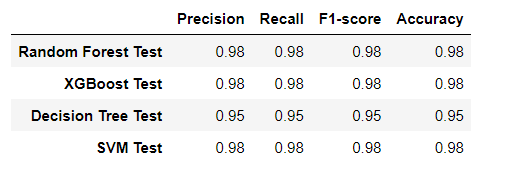 Precision Recall F1-score Accuracy
Random Forest Test 0.98 0.98 0.98 0.98
XGBoost Test 0.98 0.98 0.98 0.98
Decision Tree Test 0.95 0.95 0.95 0.95
SVM Test 0.98 0.98 0.98 0.98